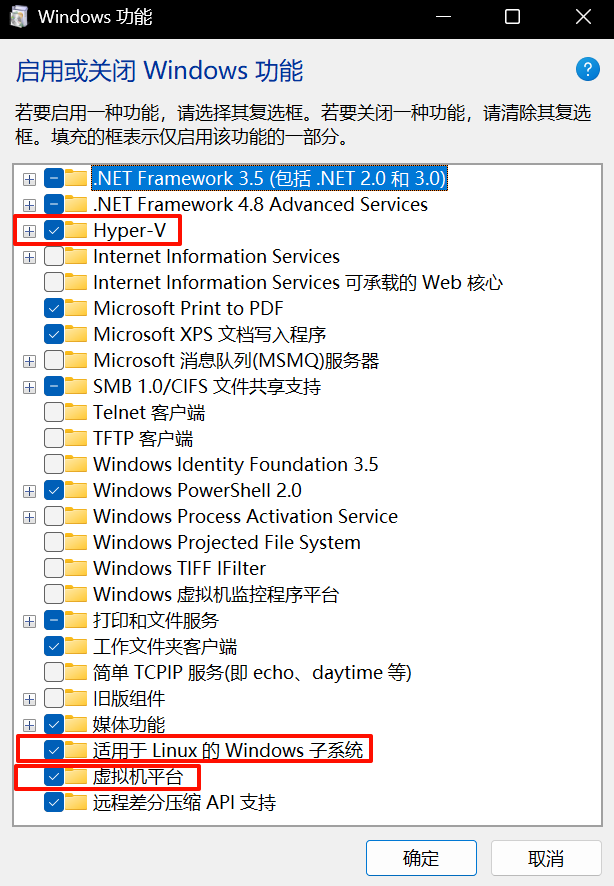 Windows 功能
启用或关闭 Windows 功能
?
若要启用一种功能，请选择其复选框。若要关闭一种功能，请清除其复选
框。填充的框表示仅启用该功能的一部分。
.NET Framework 3.5 (包括 .NET 2.0 和 3.0)
.NET Framework 4.8 Advanced Services
Hyper-V
Internet Information Services
Internet Information Services 可承载的 Web 核心
Microsoft Print to PDF
Microsoft XPS 文档写入程序
Microsoft 消息队列(MSMQ)服务器
SMB 1.0/CIFS 文件共享支持
Telnet 客户端
TFTP 客户端
Windows Identity Foundation 3.5
Windows PowerShell 2.0
Windows Process Activation Service
Windows Projected File System
Windows TIFF IFilter
Windows 虚拟机监控程序平台
打印和文件服务
工作文件夹客户端
简单 TCPIP 服务(即 echo、daytime 等)
旧版组件
媒体功能
适用于 Linux 的 Windows 子系统
虚拟机平台
远程差分压缩 API 支持
确定
取消